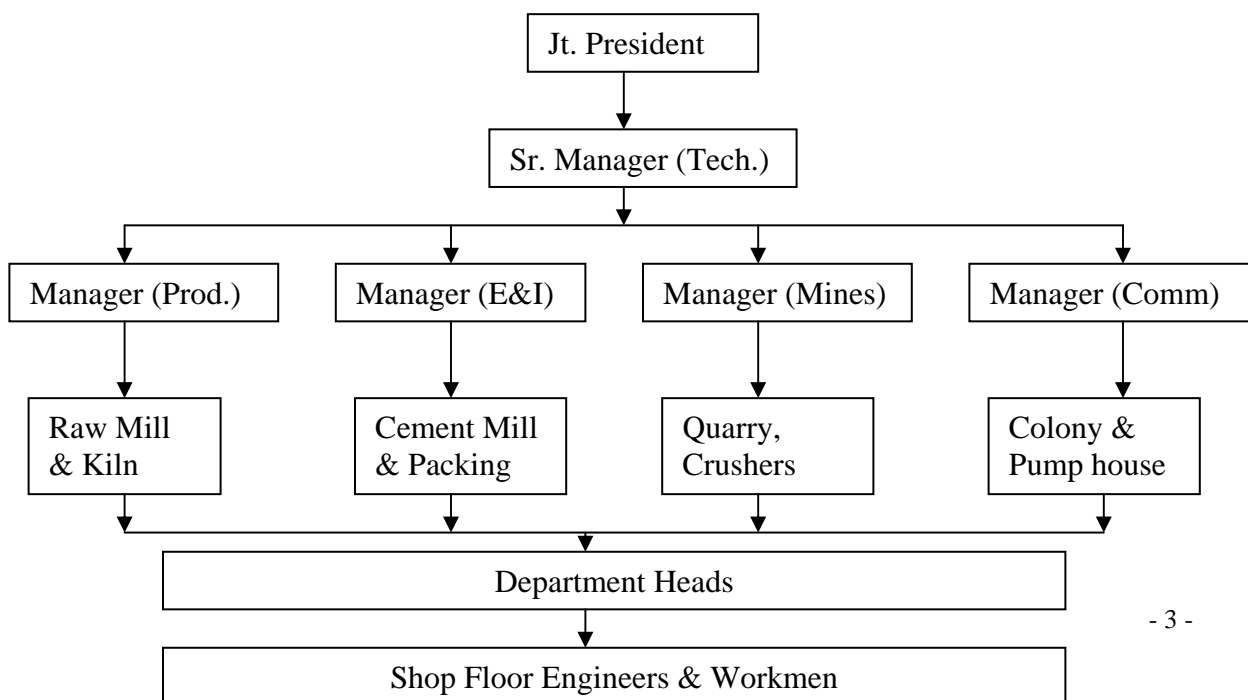 Jt. President
Sr. Manager (Tech.)
Manager (Prod.)
Manager (E&I)
Manager (Mines)
Manager (Comm)
Raw Mill
& Kiln
Cement Mill
& Packing
Quarry,
Crushers
Colony &
Pump house
Department Heads
- 3 -
Shop Floor Engineers & Workmen